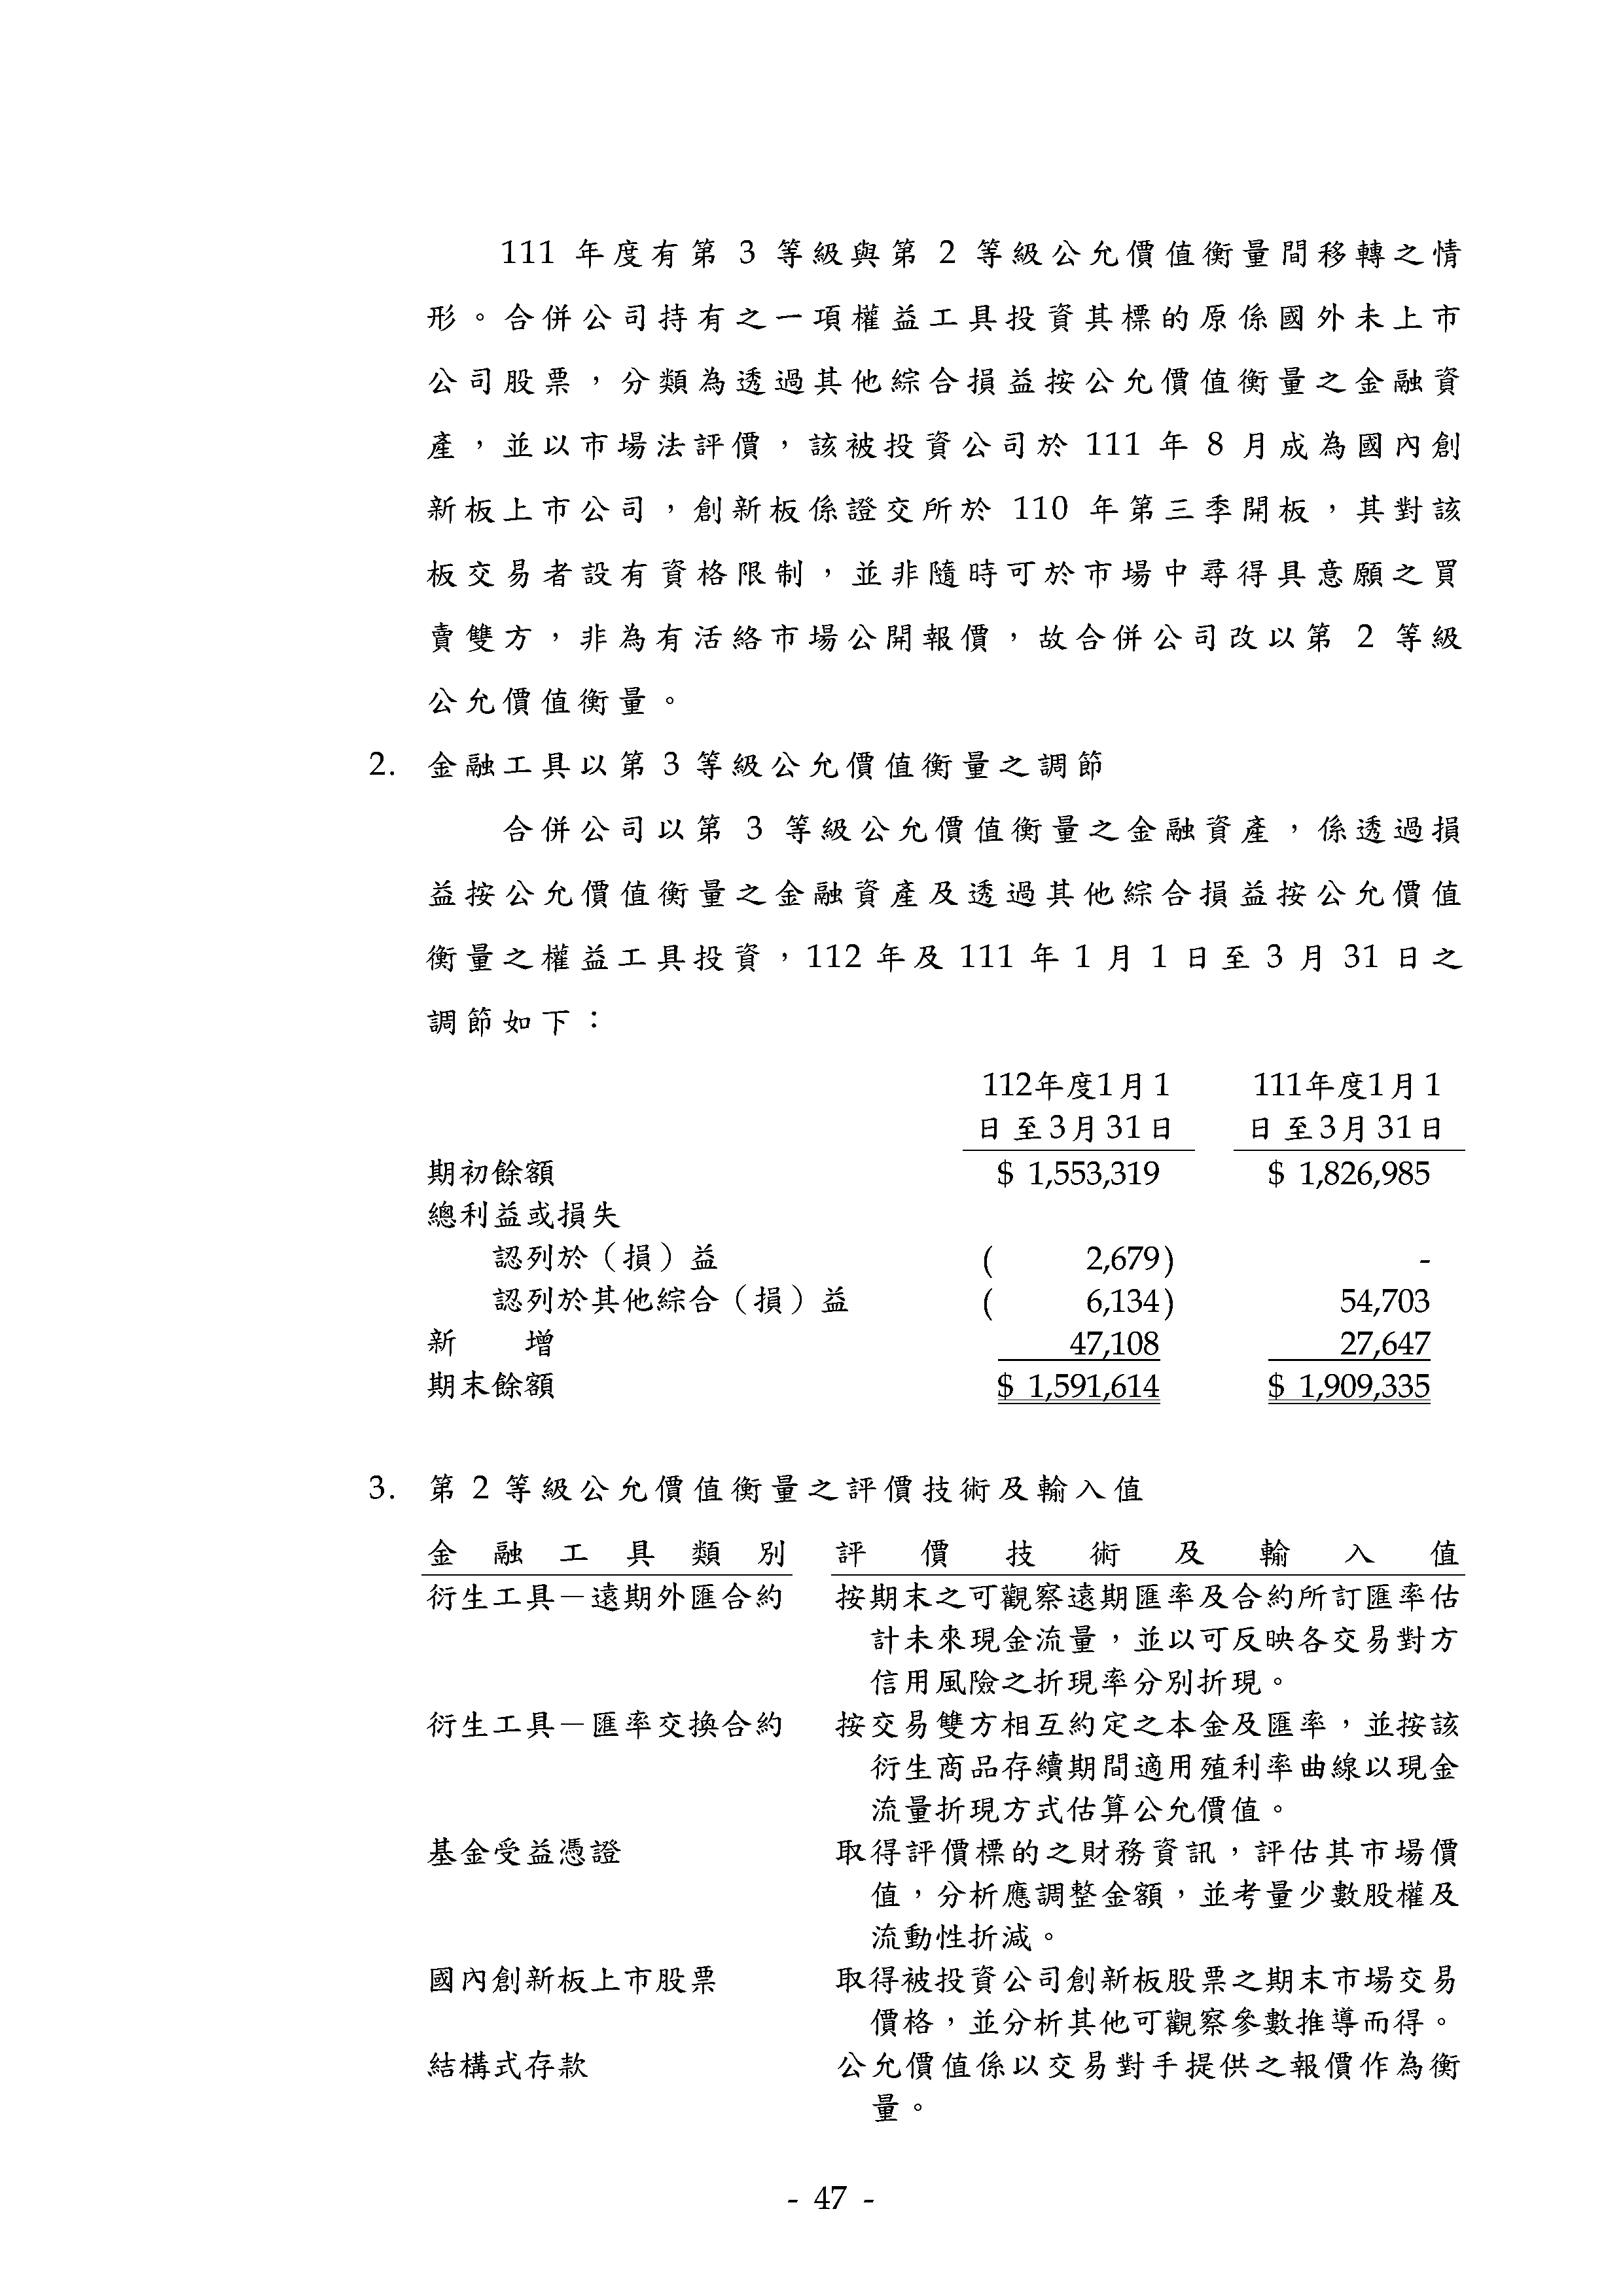 111 年度有第 3 等級與第 2 等級公允價值衡量間移轉之情
形。合併公司持有之一項權益工具投資其標的原係國外未上市
公司股票，分類為透過其他綜合損益按公允價值衡量之金融資
產，並以市場法評價，該被投資公司於 111 年 8 月成為國內創
新板上市公司，創新板係證交所於 110 年第三季開板，其對該
板交易者設有資格限制，並非隨時可於市場中尋得具意願之買
賣雙方，非為有活絡市場公開報價，故合併公司改以第 2 等級
公允價值衡量。
2. 金融工具以第 3 等級公允價值衡量之調節
合併公司以第 3 等級公允價值衡量之金融資產，係透過損
益按公允價值衡量之金融資產及透過其他綜合損益按公允價值
衡量之權益工具投資，112 年及 111 年 1 月 1 日至 3 月 31 日之
調節如下：
112年度1月1 111年度1月1
日至3月31日 日至3月31日
期初餘額 $ 1,553,319 $ 1,826,985
總利益或損失
認列於（損）益 ( 2,679) -
認列於其他綜合（損）益 ( 6,134) 54,703
新 增 47,108 27,647
期末餘額 $ 1,591,614 $ 1,909,335
3. 第 2 等級公允價值衡量之評價技術及輸入值
金融工具類別 評價技術及輸入值
衍生工具－遠期外匯合約 按期末之可觀察遠期匯率及合約所訂匯率估
計未來現金流量，並以可反映各交易對方
信用風險之折現率分別折現。
衍生工具－匯率交換合約 按交易雙方相互約定之本金及匯率，並按該
衍生商品存續期間適用殖利率曲線以現金
流量折現方式估算公允價值。
基金受益憑證 取得評價標的之財務資訊，評估其市場價
值，分析應調整金額，並考量少數股權及
流動性折減。
國內創新板上市股票 取得被投資公司創新板股票之期末市場交易
價格，並分析其他可觀察參數推導而得。
結構式存款 公允價值係以交易對手提供之報價作為衡
量。
- 47 -